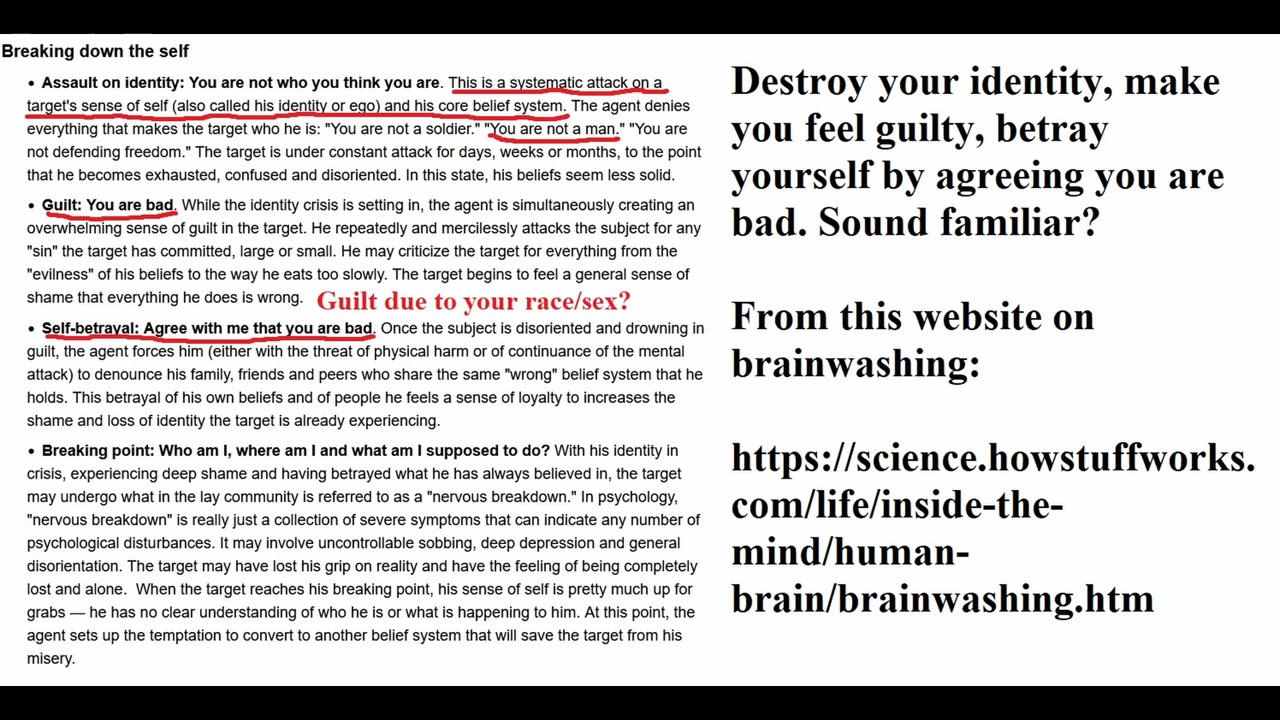 Breaking down the self
• Assault on identity: You are not who you think you are. This is a systematic attack on a
target's sense of self (also called his identity or ego) and his core belief system. The agent denies
everything that makes the target who he is: "You are not a soldier." "You are not a man." "You are
not defending freedom." The target is under constant attack for days, weeks or months, to the point
that he becomes exhausted, confused and disoriented. In this state, his beliefs seem less solid.
• Guilt: You are bad. While the identity crisis is setting in, the agent is simultaneously creating an
overwhelming sense of guilt in the target. He repeatedly and mercilessly attacks the subject for any
"sin" the target has committed, large or small. He may criticize the target for everything from the
"evilness" of his beliefs to the way he eats too slowly. The target begins to feel a general sense of
shame that everything he does is wrong. Guilt due to your race/sex?
• Self-betrayal: Agree with me that you are bad. Once the subject is disoriented and drowning in
guilt, the agent forces him (either with the threat of physical harm or of continuance of the mental
attack) to denounce his family, friends and peers who share the same "wrong" belief system that he
holds. This betrayal of his own beliefs and of people he feels a sense of loyalty to increases the
shame and loss of identity the target is already experiencing.
• Breaking point: Who am I, where am I and what am I supposed to do? With his identity in
crisis, experiencing deep shame and having betrayed what he has always believed in, the target
may undergo what in the lay community is referred to as a "nervous breakdown." In psychology,
"nervous breakdown" is really just a collection of severe symptoms that can indicate any number of
psychological disturbances. It may involve uncontrollable sobbing, deep depression and general
disorientation. The target may have lost his grip on reality and have the feeling of being completely
lost and alone. When the target reaches his breaking point, his sense of self is pretty much up for
grabs — he has no clear understanding of who he is or what is happening to him. At this point, the
agent sets up the temptation to convert to another belief system that will save the target from his
misery.
Destroy your identity, make
you feel guilty, betray
yourself by agreeing you are
bad. Sound familiar?
From this website on
brainwashing:
https://science.howstuffworks.
com/life/inside-the-
mind/human-
brain/brainwashing.htm